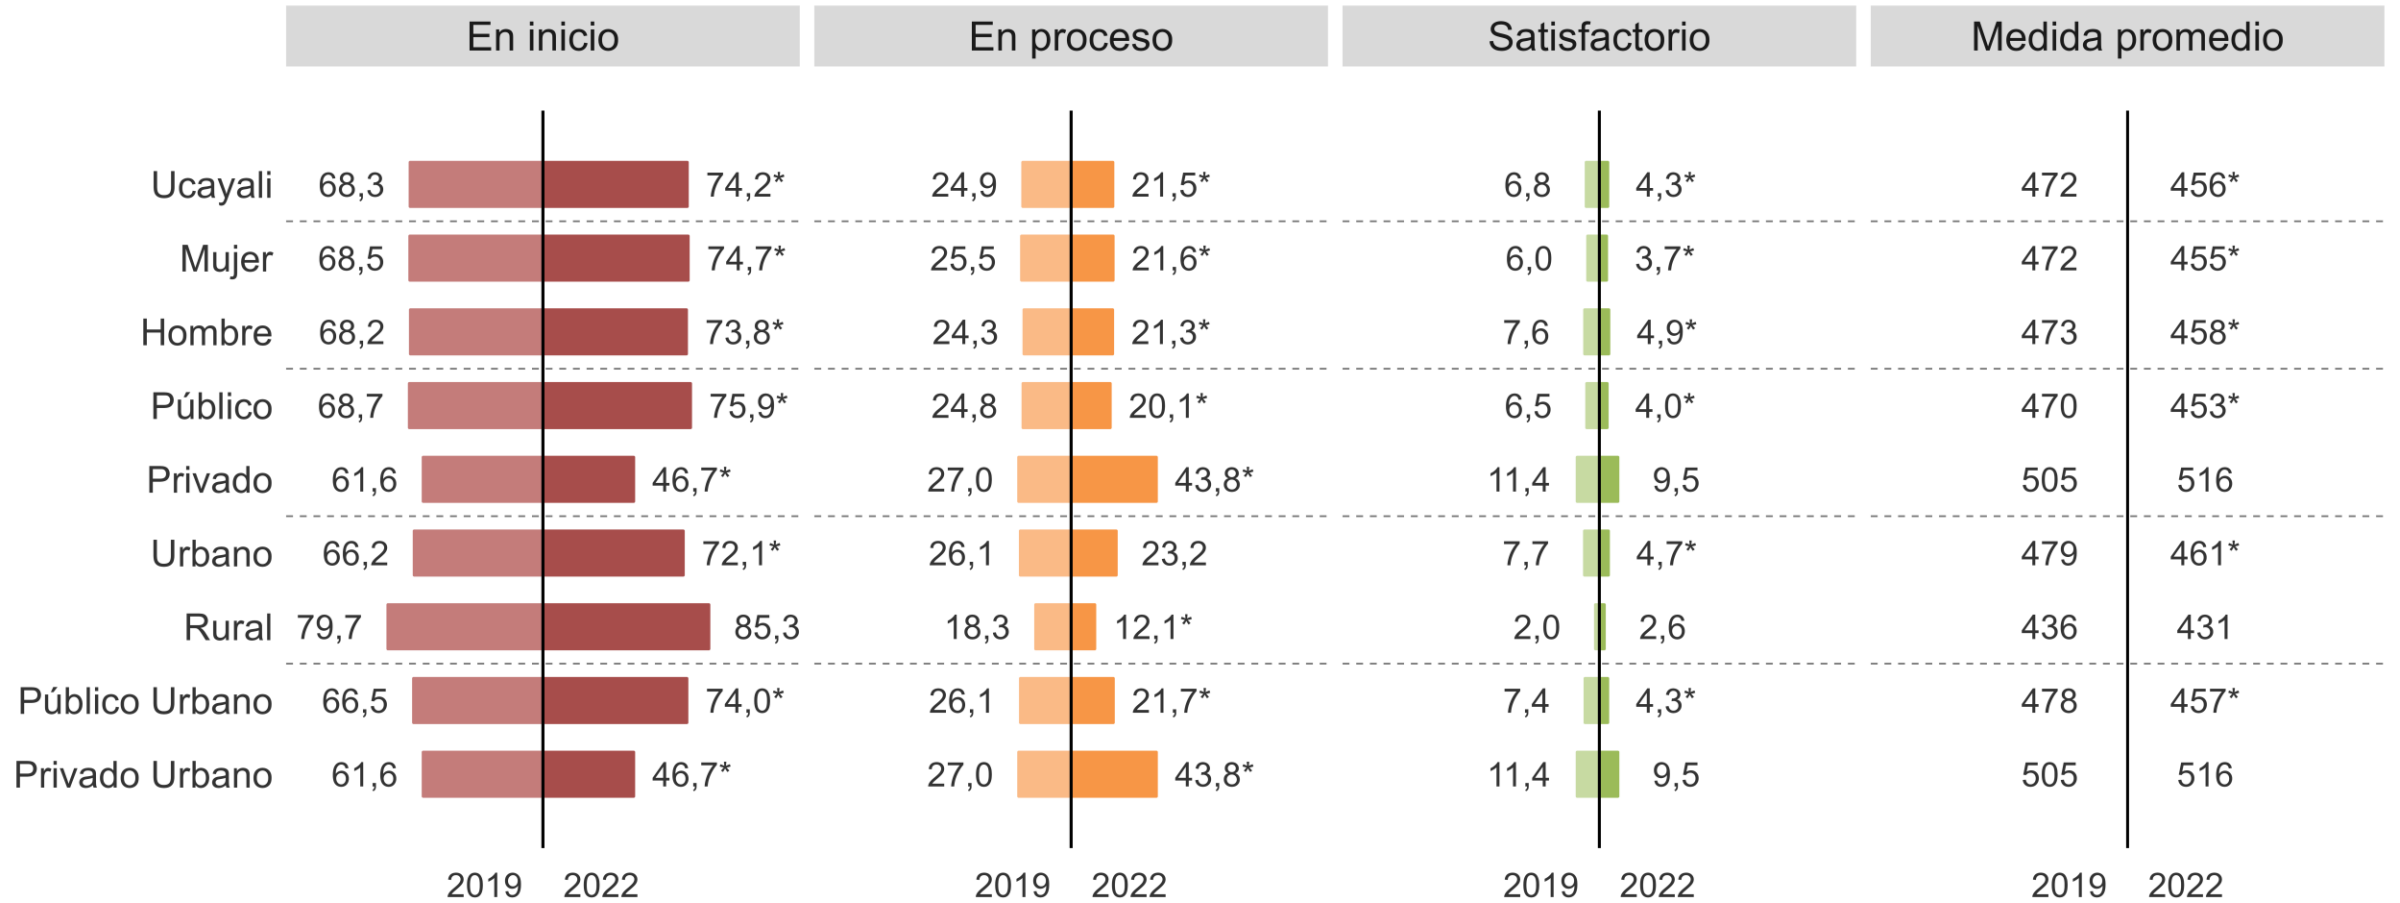 En inicio En proceso Satisfactorio Medida promedio
Ucayali 68,3 74,2* 24,9 21,5* 6,8 4,3* 472 456*
Mujer 68,5 74,7* 25,5 21,6* 6,0 3,7* 472 455*
Hombre 68,2 73,8* 24,3 21,3* 7,6 4,9* 473 458*
Público 68,7 75,9* 24,8 20,1* 6,5 4,0* 470 453*
Privado 61,6 46,7* 27,0 43,8* 11,4 9,5 505 516
Urbano 66,2 72,1* 26,1 23,2 7,7 4,7* 479 461*
Rural 79,7 85,3 18,3 12,1* 2,0 2,6 436 431
Público Urbano 66,5 74,0* 26,1 21,7* 7,4 4,3* 478 457*
Privado Urbano 61,6 46,7* 27,0 43,8* 11,4 9,5 505 516
2019 2022 2019 2022 2019 2022 2019 2022